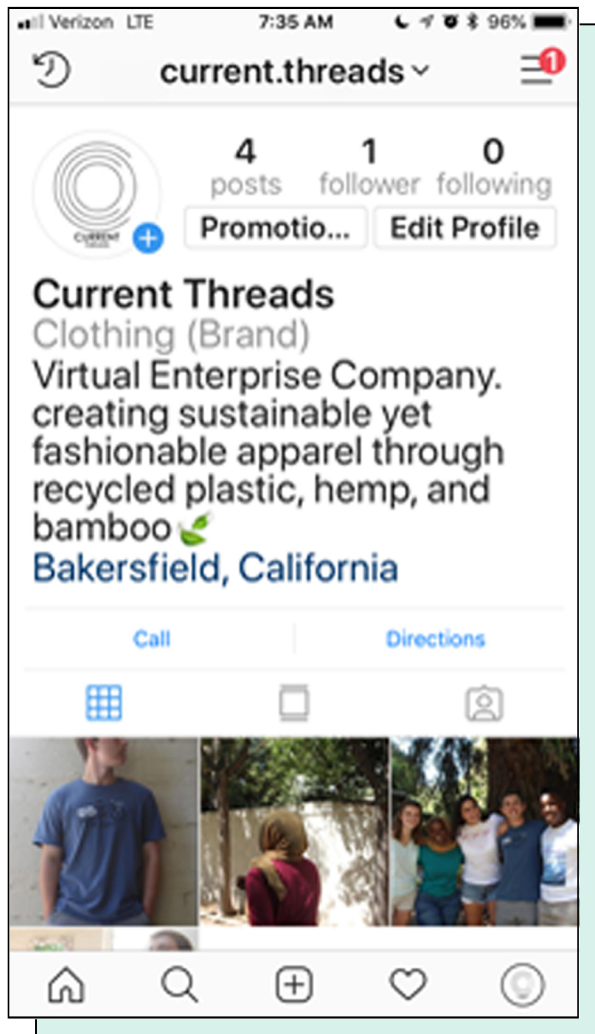 Verizon LTE 7:35 AM 96%
current.threads
1
4 1 0
posts follower following
CURRENT
Promotio... Edit Profile
Current Threads
Clothing (Brand)
Virtual Enterprise Company.
creating sustainable yet
fashionable apparel through
recycled plastic, hemp, and
bamboo🌿
Bakersfield, California
Call Directions